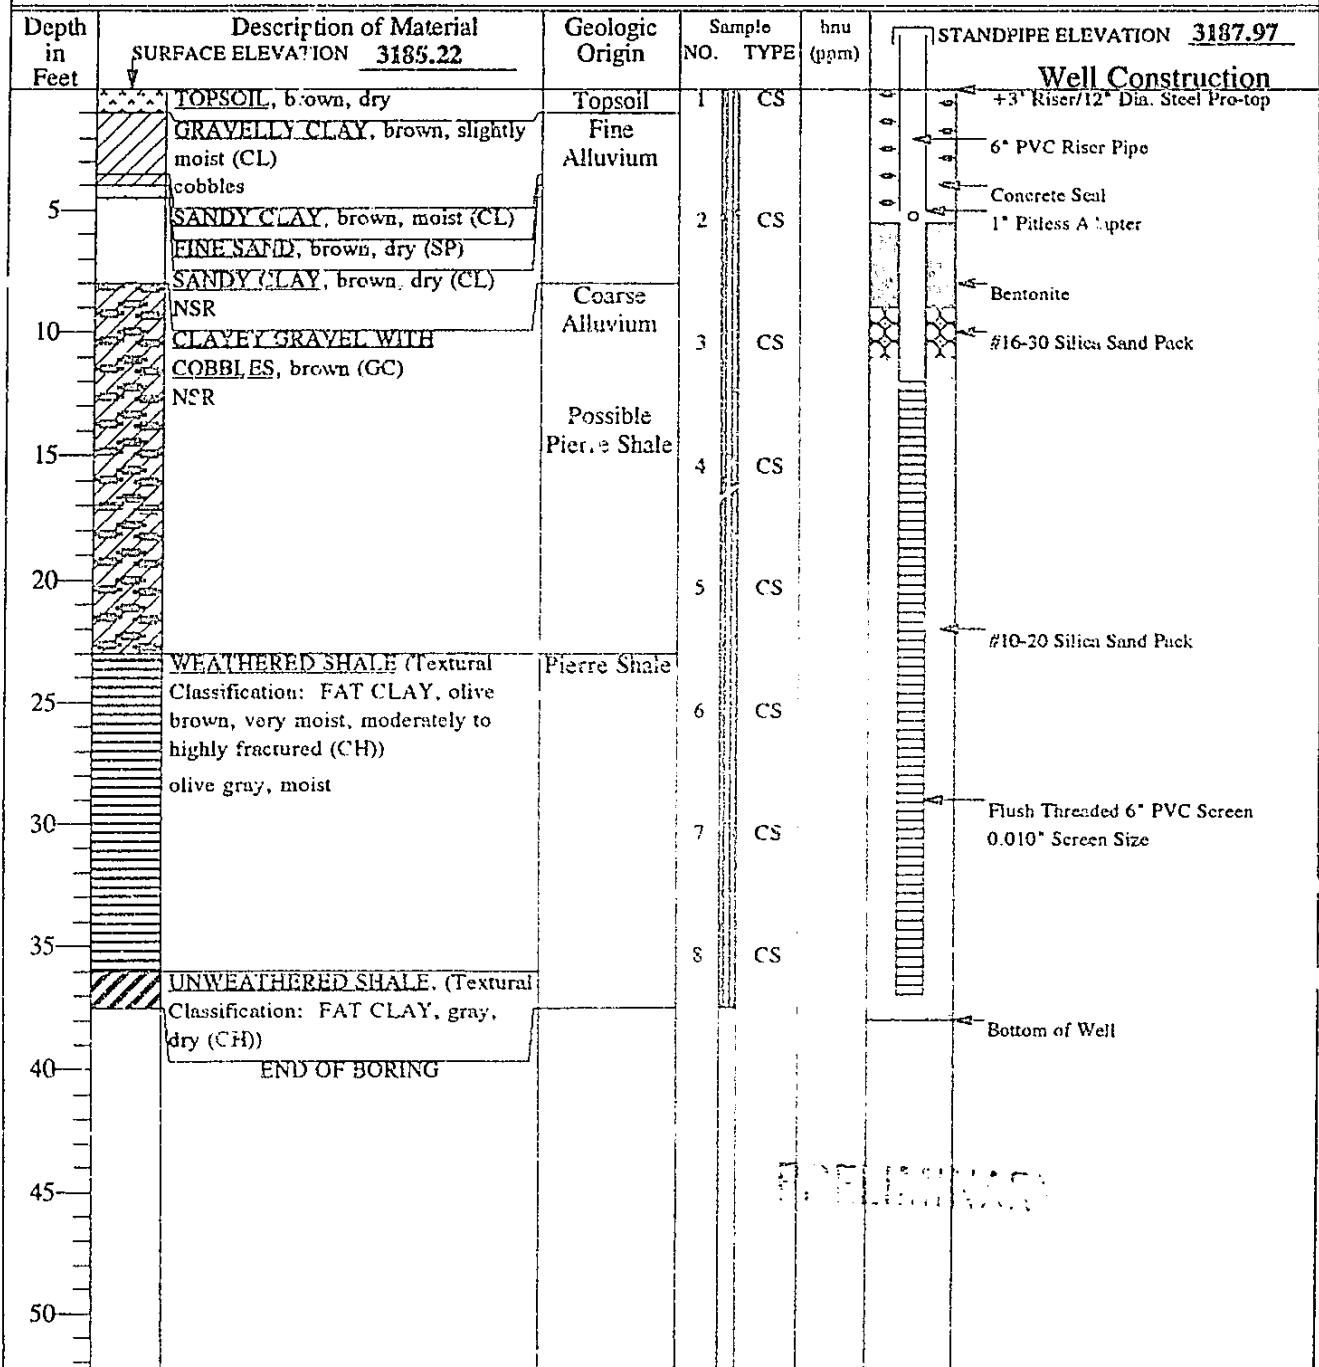 Depth in Feet
Description of Material
SURFACE ELEVATION 3185.22
Geologic Origin
Sample
NO. TYPE
hnu (ppm)
STANDPIPE ELEVATION 3187.97
Well Construction
TOPSOIL, brown, dry
Topsoil
1 CS
+3' Riser/12" Dia. Steel Pro-top
GRAVELLY CLAY, brown, slightly
moist (CL)
cobbles
Fine
Alluvium
6" PVC Riser Pipe
Concrete Seal
5
SANDY CLAY, brown, moist (CL)
2 CS
1" Pitless
FINE SAND, brown, dry (SP)
SANDY CLAY, brown, dry (CL)
NSR
Coarse
Alluvium
Bentonite
10
CLAYEY GRAVEL WITH
COBBLES, brown (GC)
NSR
3 CS
#16-30 Silica Sand Pack
Possible
Pierre Shale
15
4 CS
20
5 CS
#10-20 Silica Sand Pack
WEATHERED SHALE (Textural
Classification: FAT CLAY, olive
brown, very moist, moderately to
highly fractured (CH))
olive gray, moist
Pierre Shale
25
6 CS
30
7 CS
Flush Threaded 6" PVC Screen
0.010" Screen Size
35
8 CS
UNWEATHERED SHALE, (Textural
Classification: FAT CLAY, gray,
dry (CH))
Bottom of Well
40
END OF BORING
45
50